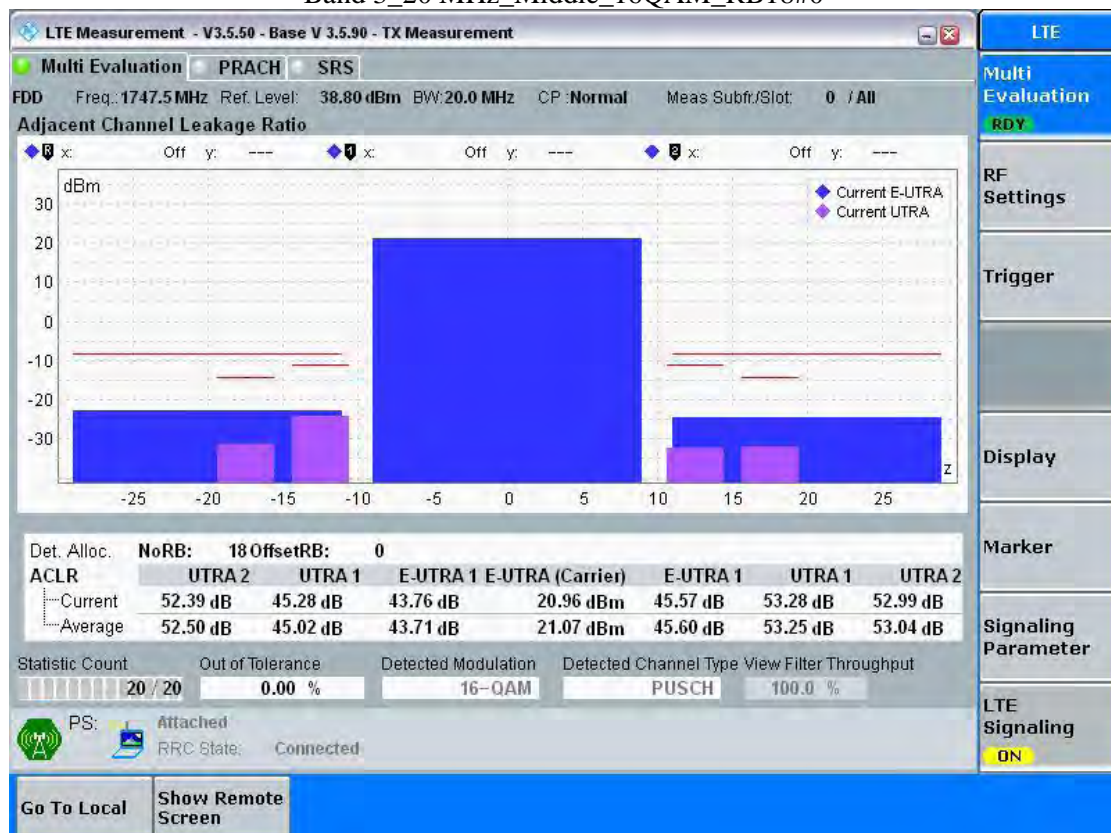 LTE Measurement - V3.5.50 - Base V 3.5.90 - TX Measurement
LTE
Multi Evaluation PRACH SRS
Multi Evaluation
RDY
FDD Freq.: 1747.5 MHz Ref. Level: 38.80 dBm BW: 20.0 MHz CP : Normal Meas Subfr./Slot: 0 / All
Adjacent Channel Leakage Ratio
R x: Off y: --- 1 x: Off y: --- 2 x: Off y: ---
dBm
Current E-UTRA
Current UTRA
30
20
10
0
-10
-20
-30
z
-25 -20 -15 -10 -5 0 5 10 15 20 25
RF Settings
Trigger
Display
Marker
Signaling Parameter
LTE Signaling
ON
Det. Alloc. NoRB: 18 OffsetRB: 0
ACLR UTRA 2 UTRA 1 E-UTRA 1 E-UTRA (Carrier) E-UTRA 1 UTRA 1 UTRA 2
Current 52.39 dB 45.28 dB 43.76 dB 20.96 dBm 45.57 dB 53.28 dB 52.99 dB
Average 52.50 dB 45.02 dB 43.71 dB 21.07 dBm 45.60 dB 53.25 dB 53.04 dB
Statistic Count Out of Tolerance Detected Modulation Detected Channel Type View Filter Throughput
20 / 20 0.00 % 16-QAM PUSCH 100.0 %
PS: Attached
RRC State: Connected
Go To Local
Show Remote Screen